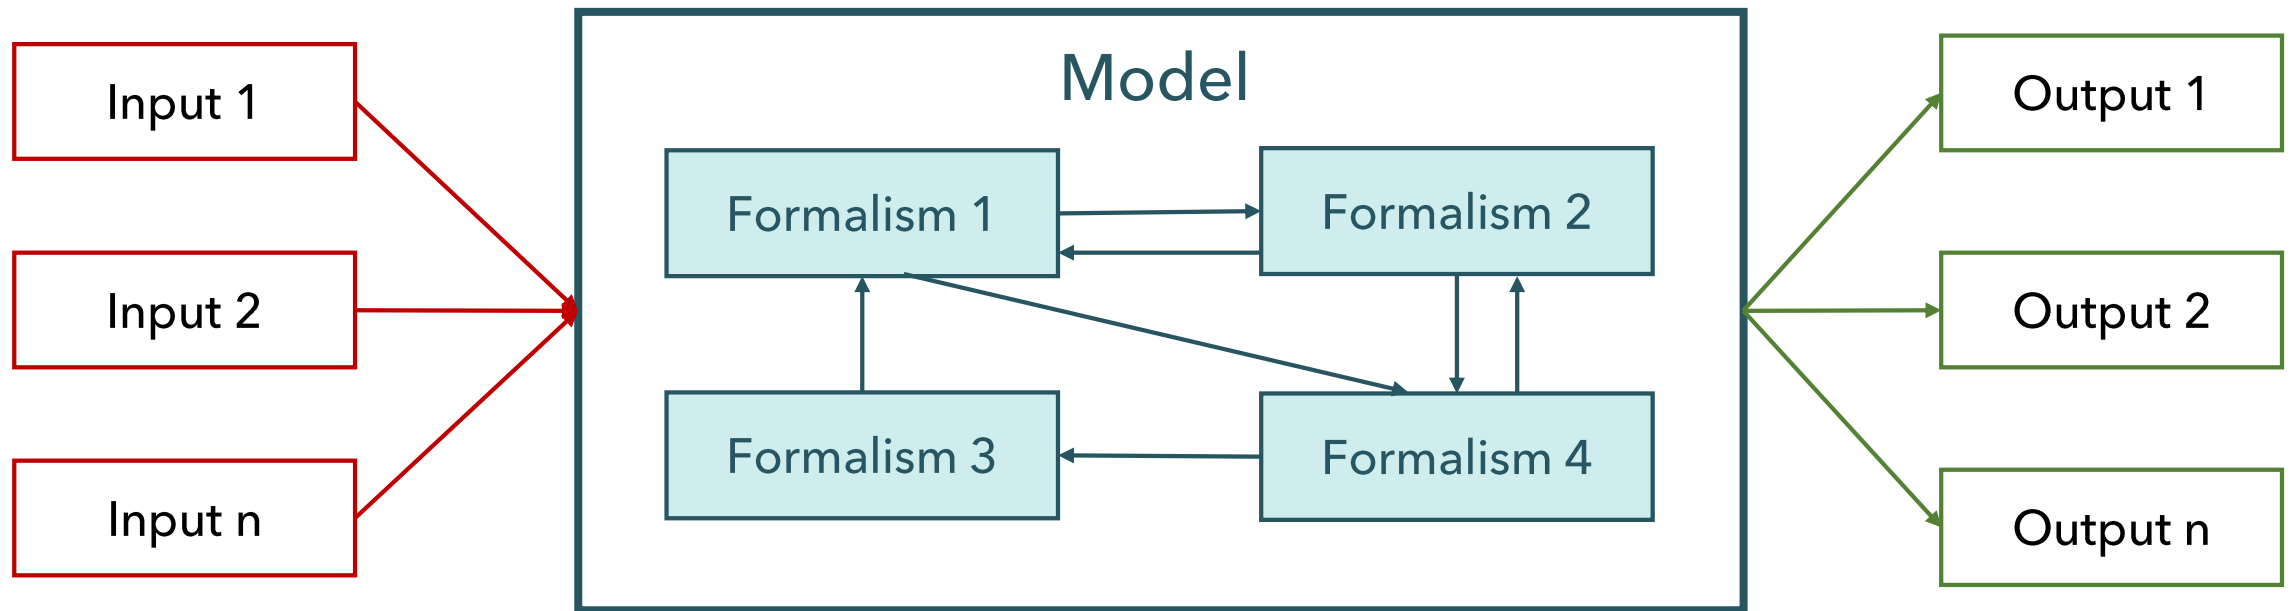 Input 1
Input 2
Input n
Model
Formalism 1
Formalism 2
Formalism 3
Formalism 4
Output 1
Output 2
Output n